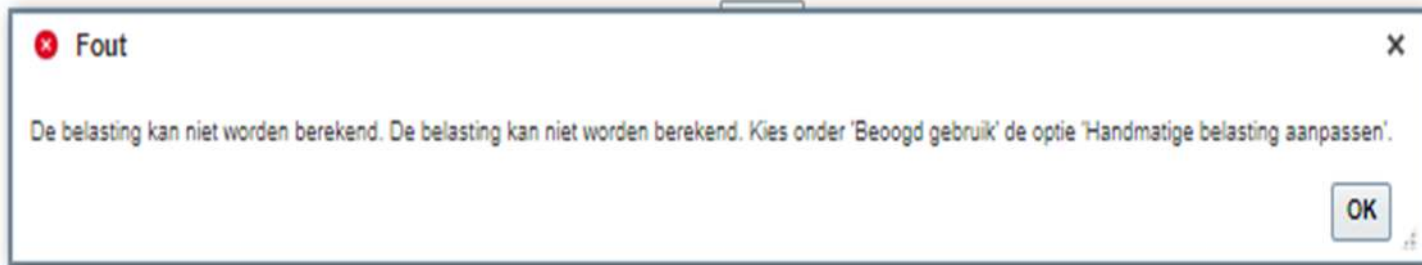 Fout
De belasting kan niet worden berekend. De belasting kan niet worden berekend. Kies onder 'Beoogd gebruik' de optie 'Handmatige belasting aanpassen'.
OK